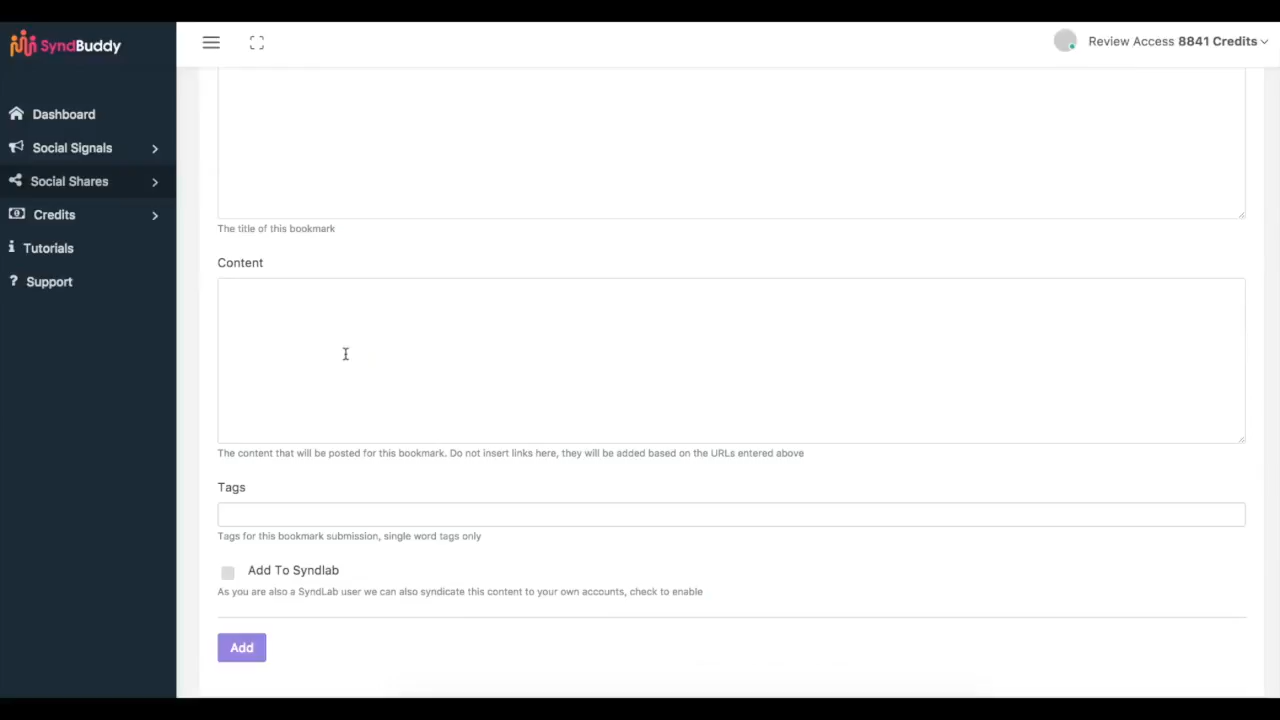 SyndBuddy
Review Access 8841 Credits
Dashboard
Social Signals
Social Shares
Credits
Tutorials
? Support
The title of this bookmark
Content
The content that will be posted for this bookmark. Do not insert links here, they will be added based on the URLs entered above
Tags
Tags for this bookmark submission, single word tags only
Add To Syndlab
As you are also a SyndLab user we can also syndicate this content to your own accounts, check to enable
Add